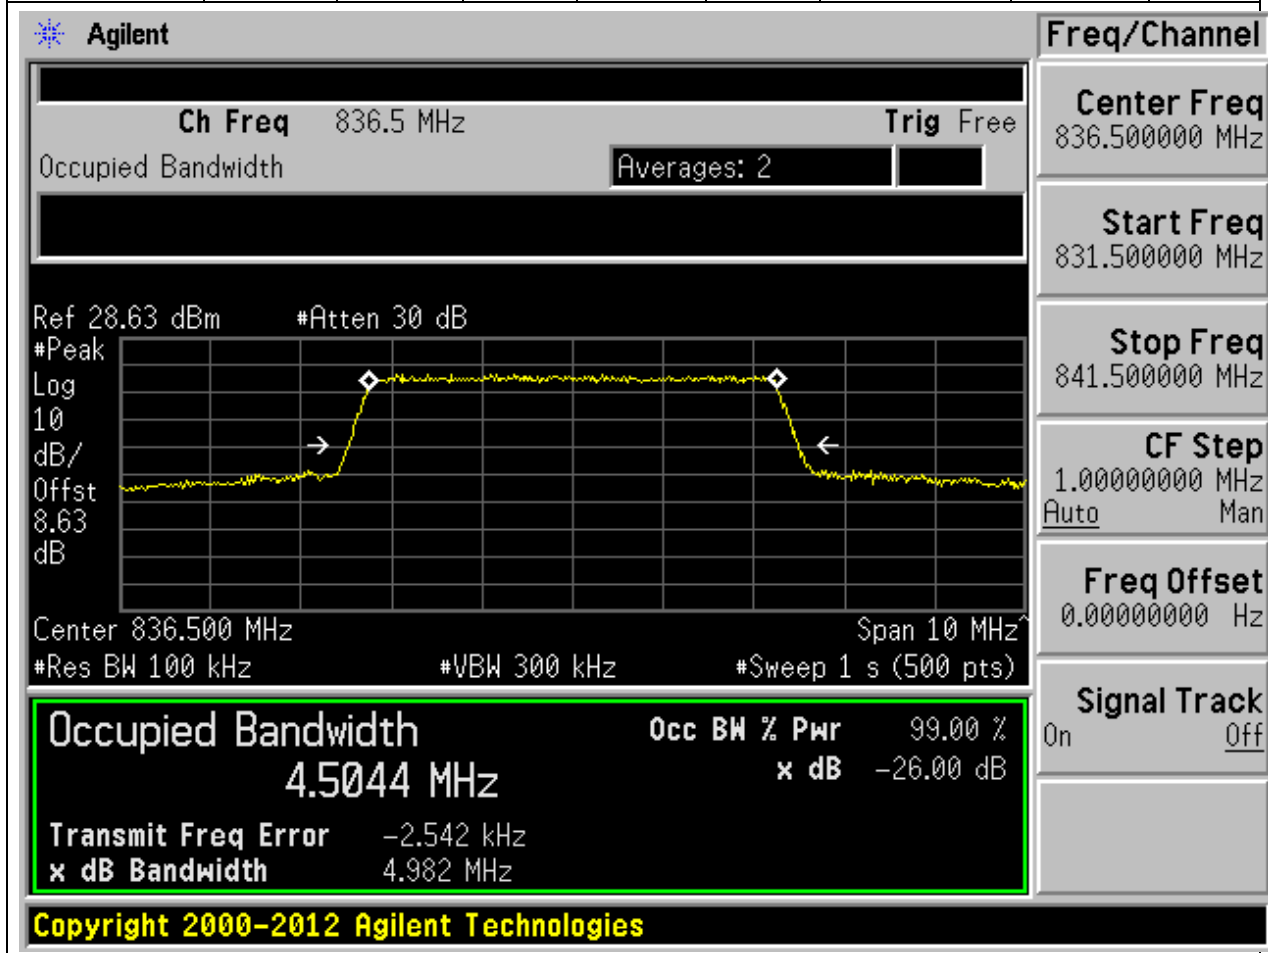 Agilent
Freq/Channel
Ch Freq 836.5 MHz Trig Free
Occupied Bandwidth Averages: 2
Ref 28.63 dBm #Atten 30 dB
#Peak
Log
10
dB/
Offst
8.63
dB
Center 836.500 MHz Span 10 MHz^
#Res BW 100 kHz #VBW 300 kHz #Sweep 1 s (500 pts)
Occupied Bandwidth Occ BW % Pwr 99.00 %
4.5044 MHz x dB -26.00 dB
Transmit Freq Error -2.542 kHz
x dB Bandwidth 4.982 MHz
Copyright 2000-2012 Agilent Technologies
Center Freq
836.500000 MHz
Start Freq
831.500000 MHz
Stop Freq
841.500000 MHz
CF Step
1.00000000 MHz
Auto Man
Freq Offset
0.00000000 Hz
Signal Track
On Off